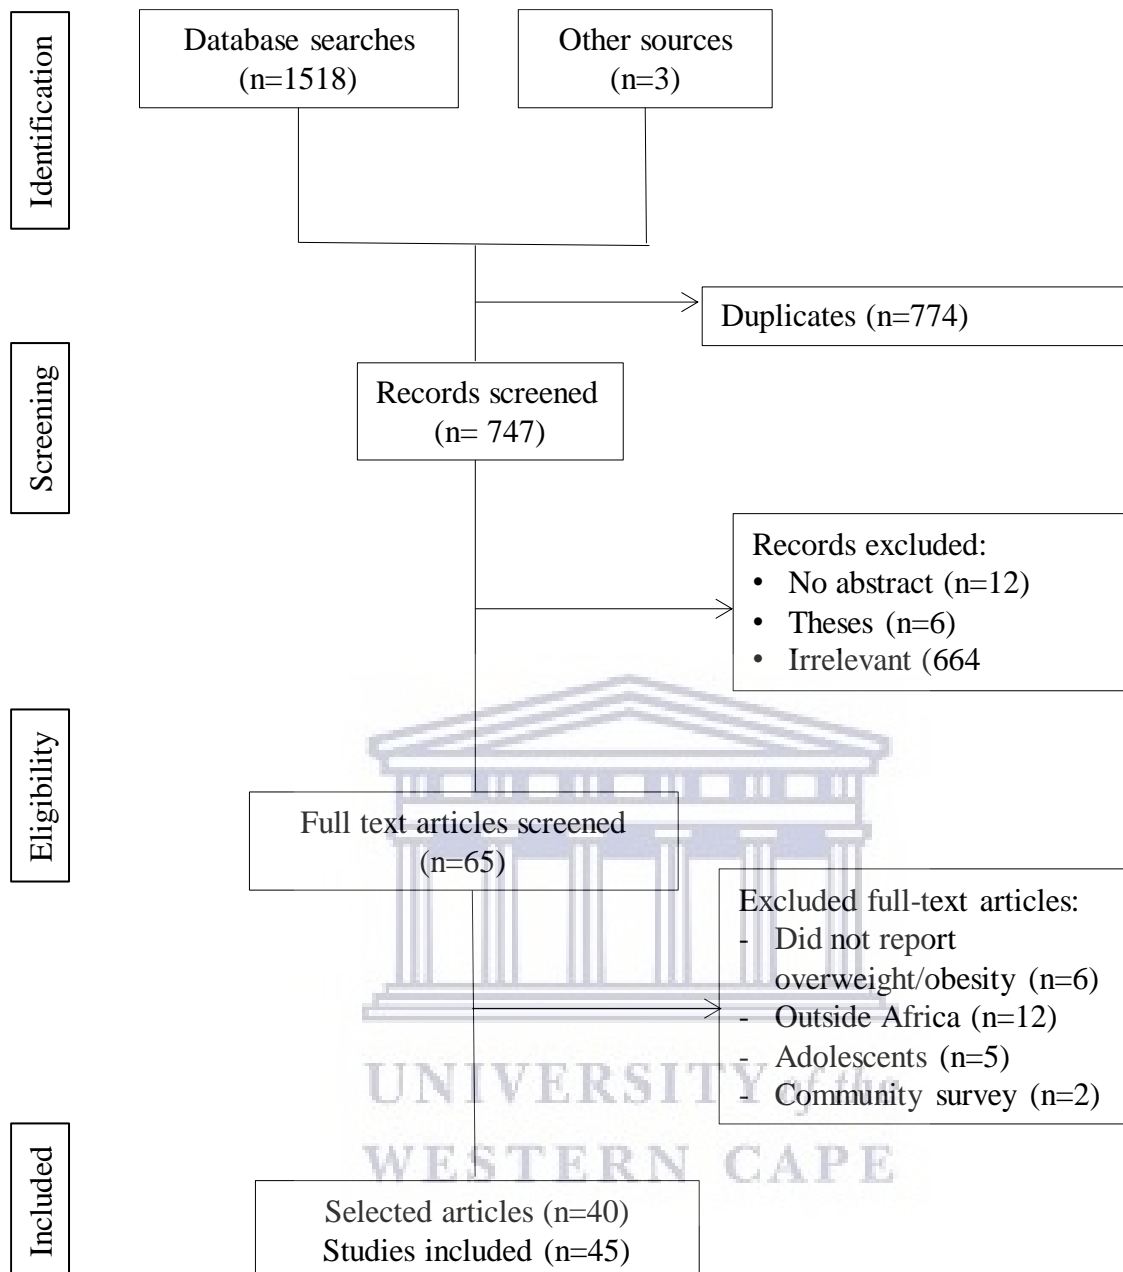 Identification
Database searches
(n=1518)
Other sources
(n=3)
Duplicates (n=774)
Screening
Records screened
(n= 747)
Records excluded:
• No abstract (n=12)
• Theses (n=6)
• Irrelevant (664
Eligibility
Full text articles screened
(n=65)
Excluded full-text articles:
- Did not report
overweight/obesity (n=6)
- Outside Africa (n=12)
- Adolescents (n=5)
- Community survey (n=2)
UNIVERSITY of the
WESTERN CAPE
Included
Selected articles (n=40)
Studies included (n=45)